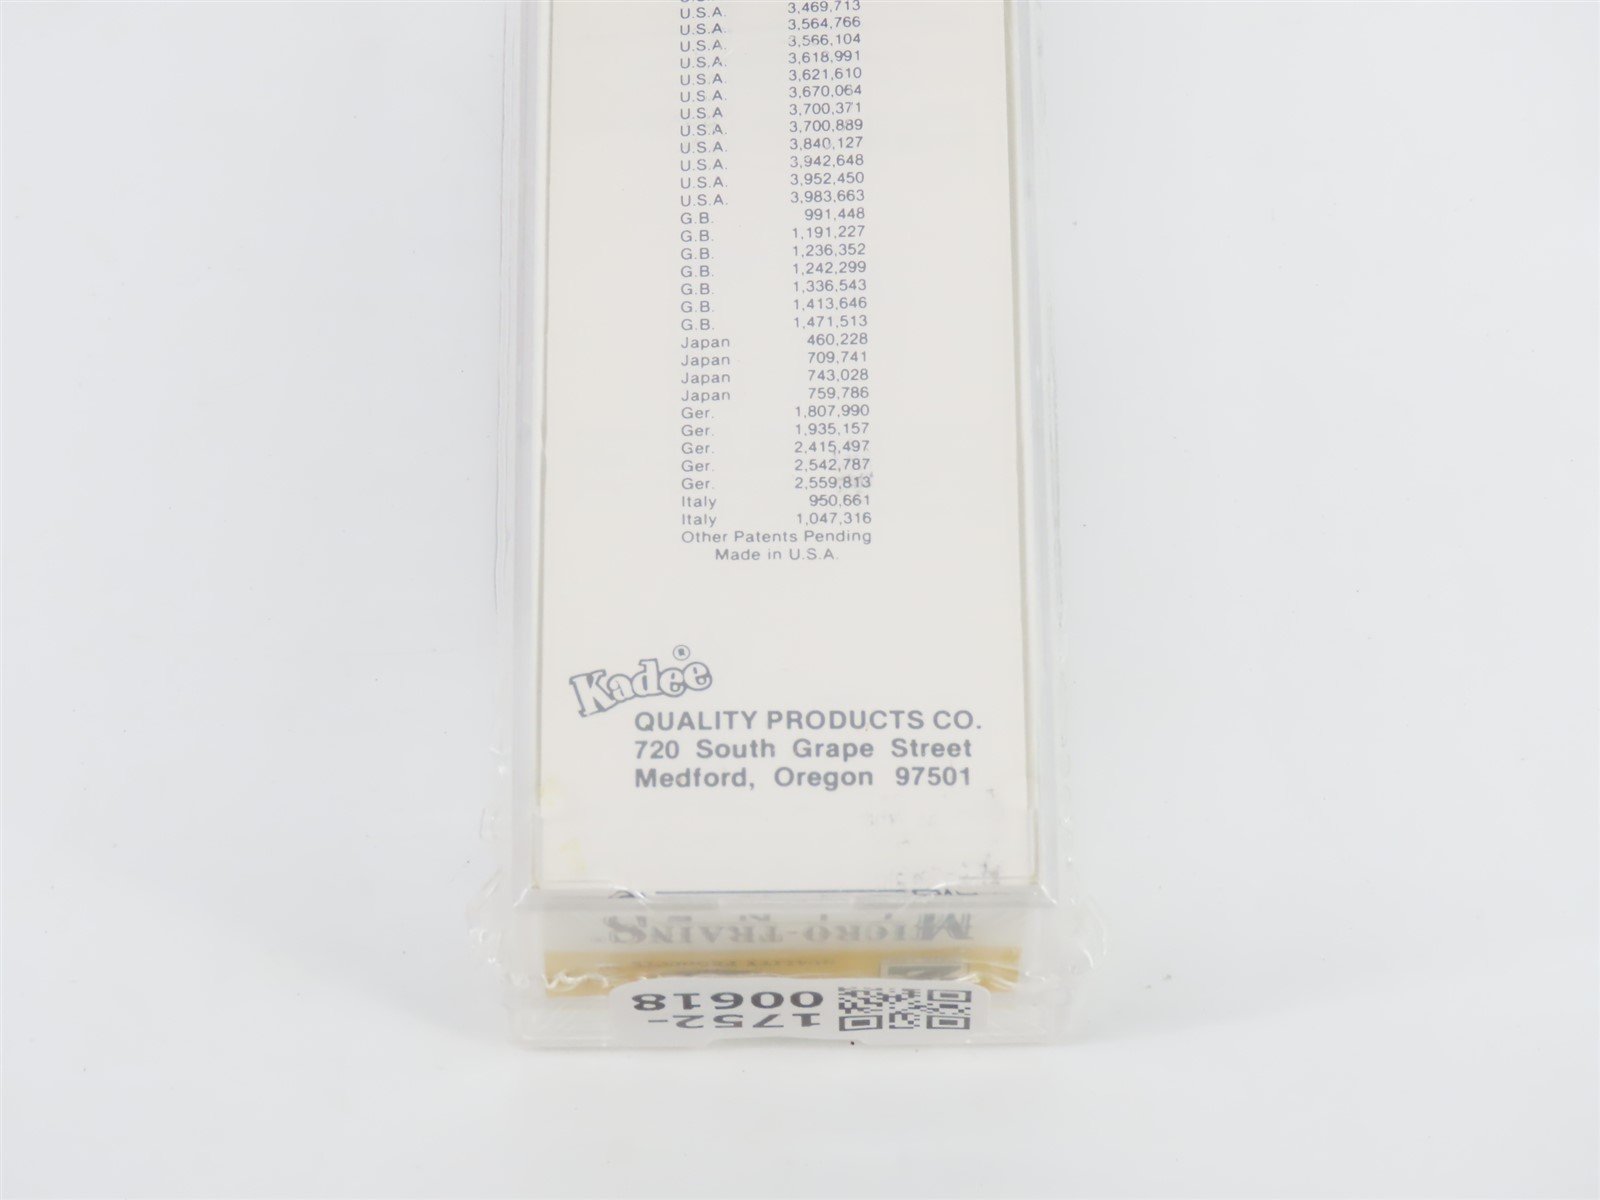 U.S.A. 3,469,713
U.S.A. 3,564,766
U.S.A. 3,566,104
U.S.A. 3,618,991
U.S.A. 3,621,610
U.S.A. 3,670,064
U.S.A 3,700,371
U.S.A. 3,700,889
U.S.A. 3,840,127
U.S.A. 3,942,648
U.S.A. 3,952,450
U.S.A. 3,983,663
G.B. 991,448
G.B. 1,191,227
G.B. 1,236,352
G.B. 1,242,299
G.B. 1,336,543
G.B. 1,413,646
G.B. 1,471,513
Japan 460,228
Japan 709,741
Japan 743,028
Japan 759,786
Ger. 1,807,990
Ger. 1,935,157
Ger. 2,415,497
Ger. 2,542,787
Ger. 2,559,813
Italy 950,661
Italy 1,047,316
Other Patents Pending
Made in U.S.A.
Kadee®
QUALITY PRODUCTS CO.
720 South Grape Street
Medford, Oregon 97501
MICRO-TRAINS
1752-
00618